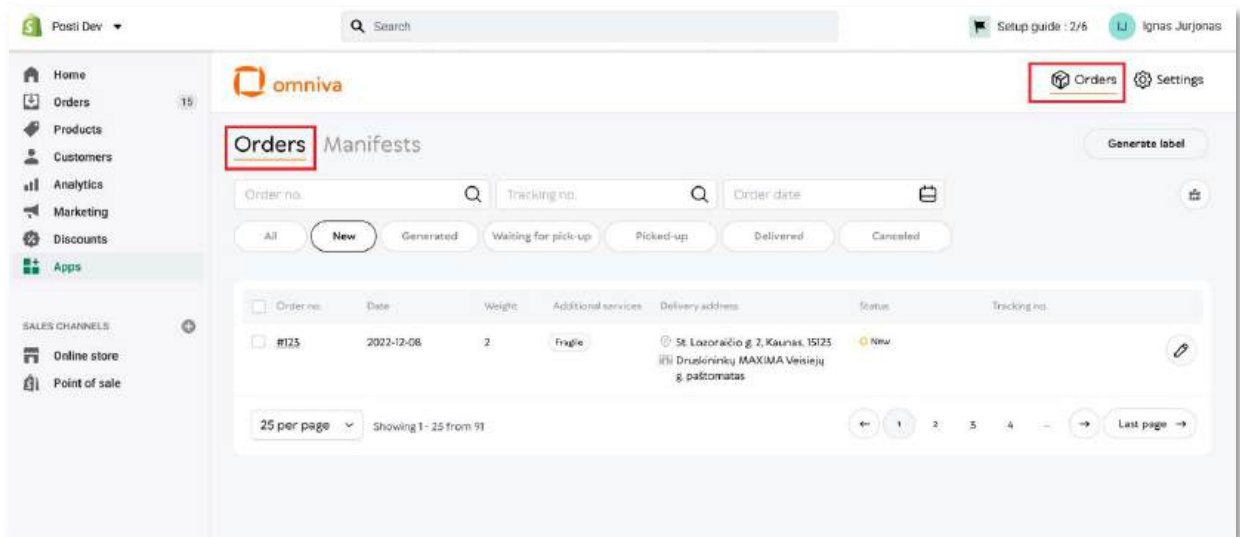 Posti Dev
Search
Setup guide : 2/6
IJ
Ignas Jurjonas
Home
Orders 15
Products
Customers
Analytics
Marketing
Discounts
Apps
SALES CHANNELS
Online store
Point of sale
omniva
Orders
Settings
Orders Manifests
Generate label
Order no.
Tracking no.
Order date
All New Generated Waiting for pick-up Picked-up Delivered Canceled
Order no. Date Weight Additional services Delivery address Status Tracking no.
#123 2022-12-08 2 Fragile St. Lozoraičio g. 2, Kaunas, 15123 New
Druskininkų MAXIMA Veisiejų
g. paštomatas
25 per page Showing 1 - 25 from 91
1 2 3 4 ... Last page